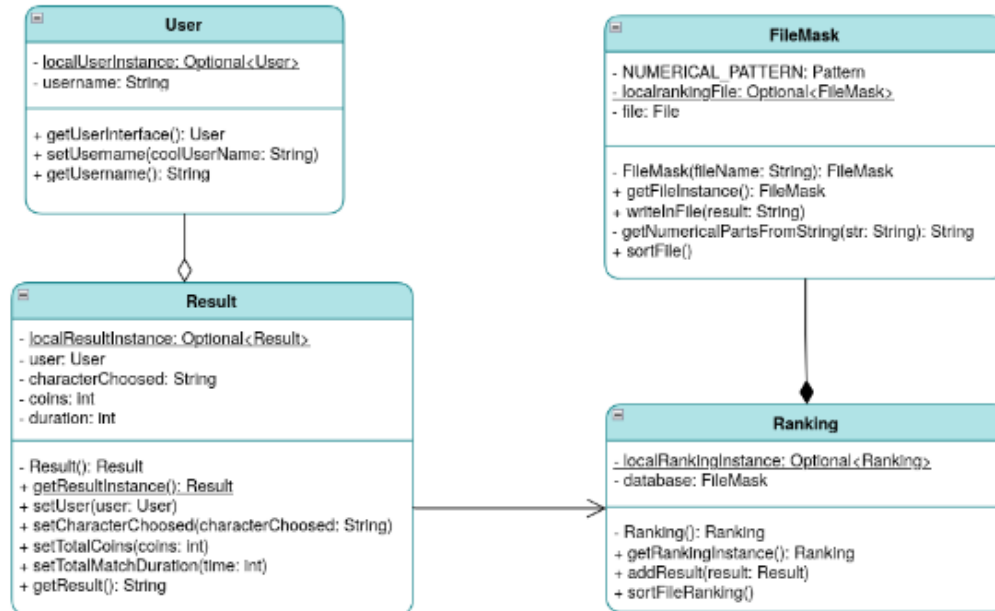 User
- localUserInstance: Optional<User>
- username: String
+ getUserInterface(): User
+ setUsername(coolUserName: String)
+ getUsername(): String
FileMask
- NUMERICAL_PATTERN: Pattern
- localrankingFile: Optional<FileMask>
- file: File
- FileMask(fileName: String): FileMask
+ getFileInstance(): FileMask
+ writeInFile(result: String)
- getNumericalPartsFromString(str: String): String
+ sortFile()
Result
- localResultInstance: Optional<Result>
- user: User
- characterChoosed: String
- coins: int
- duration: int
- Result(): Result
+ getResultInstance(): Result
+ setUser(user: User)
+ setCharacterChoosed(characterChoosed: String)
+ setTotalCoins(coins: int)
+ setTotalMatchDuration(time: int)
+ getResult(): String
Ranking
- localRankingInstance: Optional<Ranking>
- database: FileMask
- Ranking(): Ranking
+ getRankingInstance(): Ranking
+ addResult(result: Result)
+ sortFileRanking()